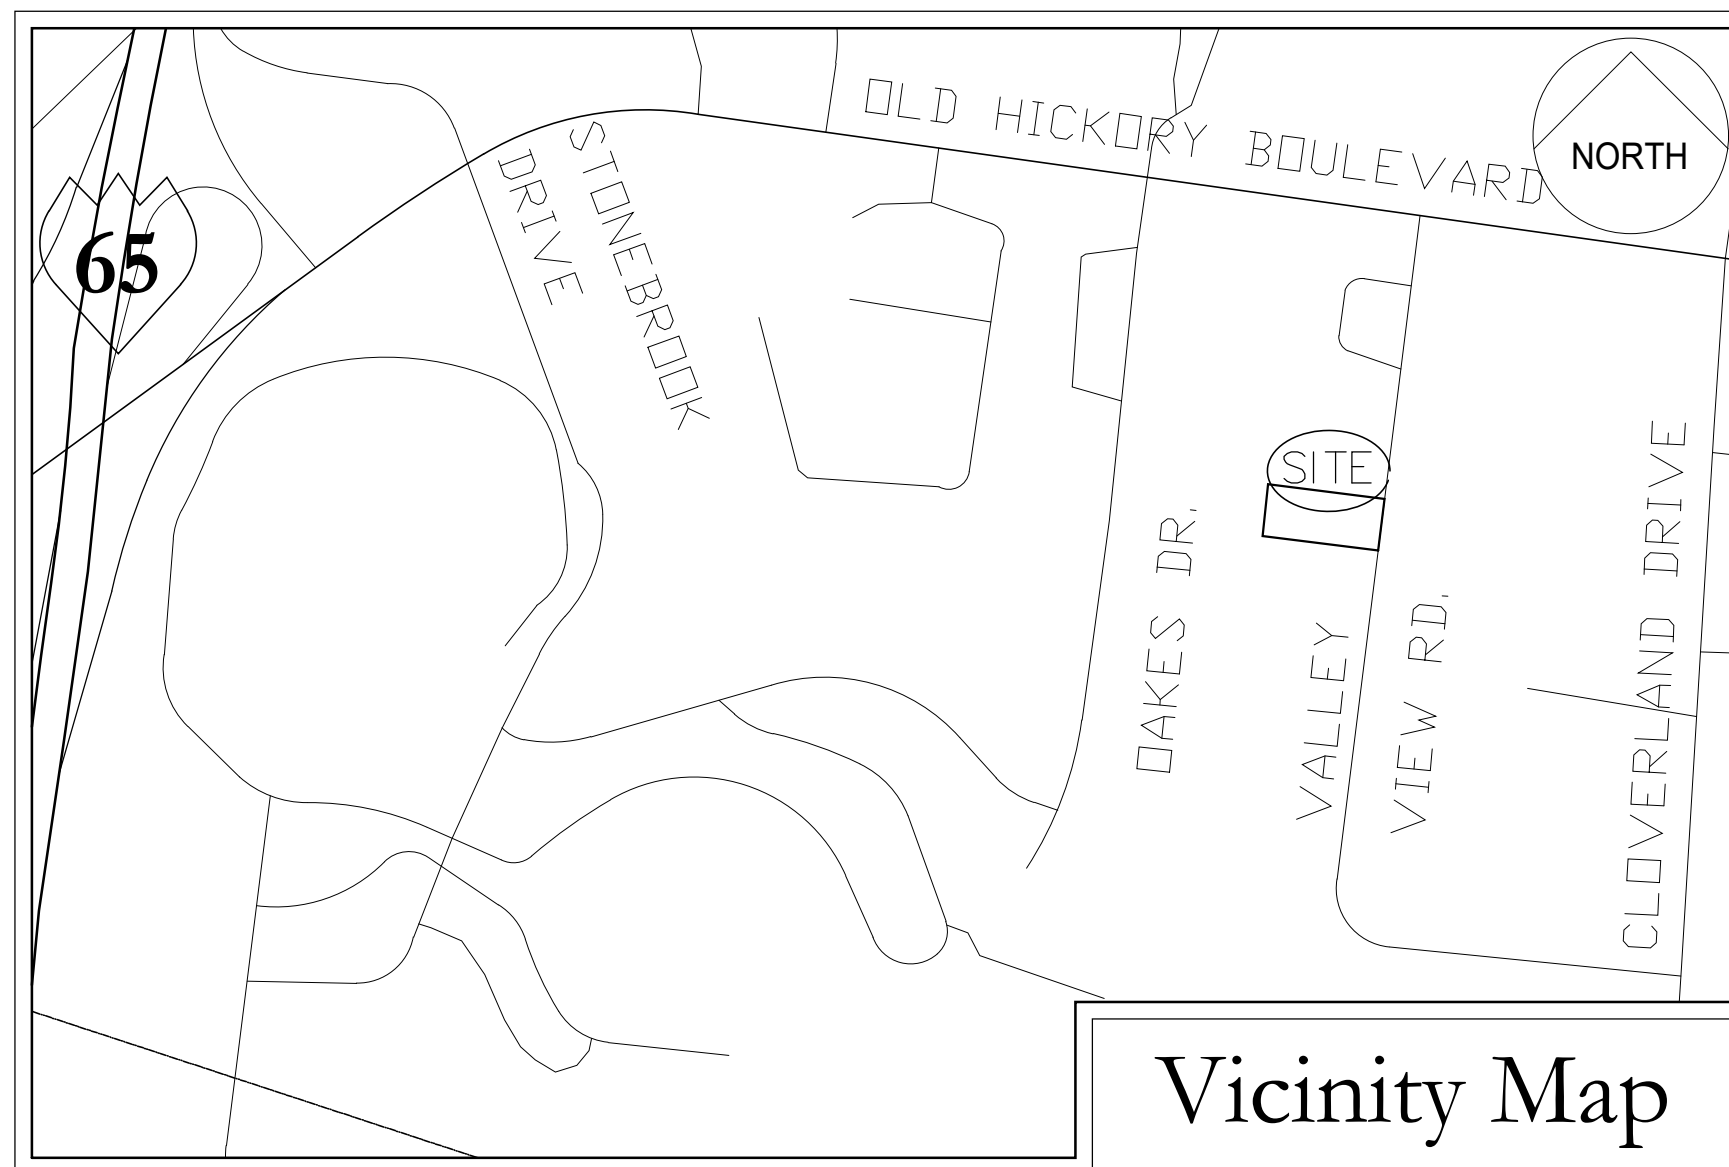 OLD HICKORY BOULEVARD
NORTH
STONEBROOK
DRIVE
65
SITE
OAKES DR.
VALLEY
VIEW RD.
CLOVERLAND DRIVE
Vicinity Map